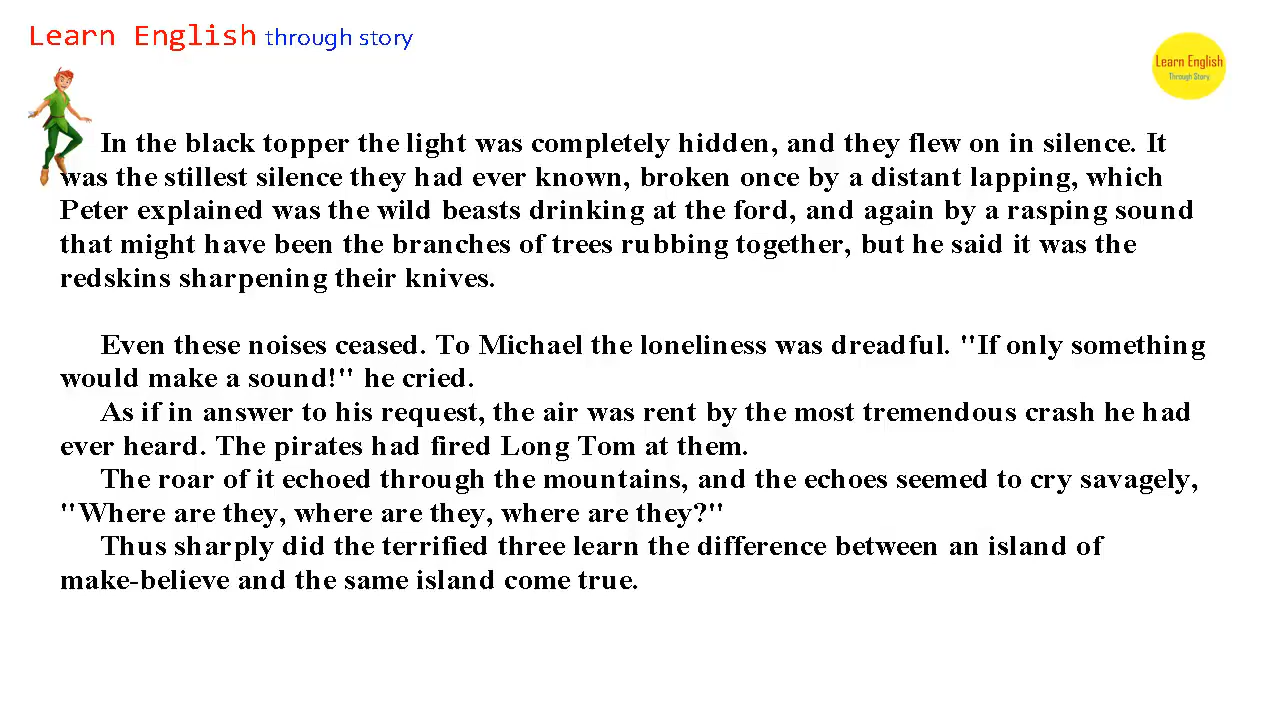 Learn English through story
Learn English
Through Story
In the black topper the light was completely hidden, and they flew on in silence. It
was the stillest silence they had ever known, broken once by a distant lapping, which
Peter explained was the wild beasts drinking at the ford, and again by a rasping sound
that might have been the branches of trees rubbing together, but he said it was the
redskins sharpening their knives.
Even these noises ceased. To Michael the loneliness was dreadful. "If only something
would make a sound!" he cried.
As if in answer to his request, the air was rent by the most tremendous crash he had
ever heard. The pirates had fired Long Tom at them.
The roar of it echoed through the mountains, and the echoes seemed to cry savagely,
"Where are they, where are they, where are they?"
Thus sharply did the terrified three learn the difference between an island of
make-believe and the same island come true.